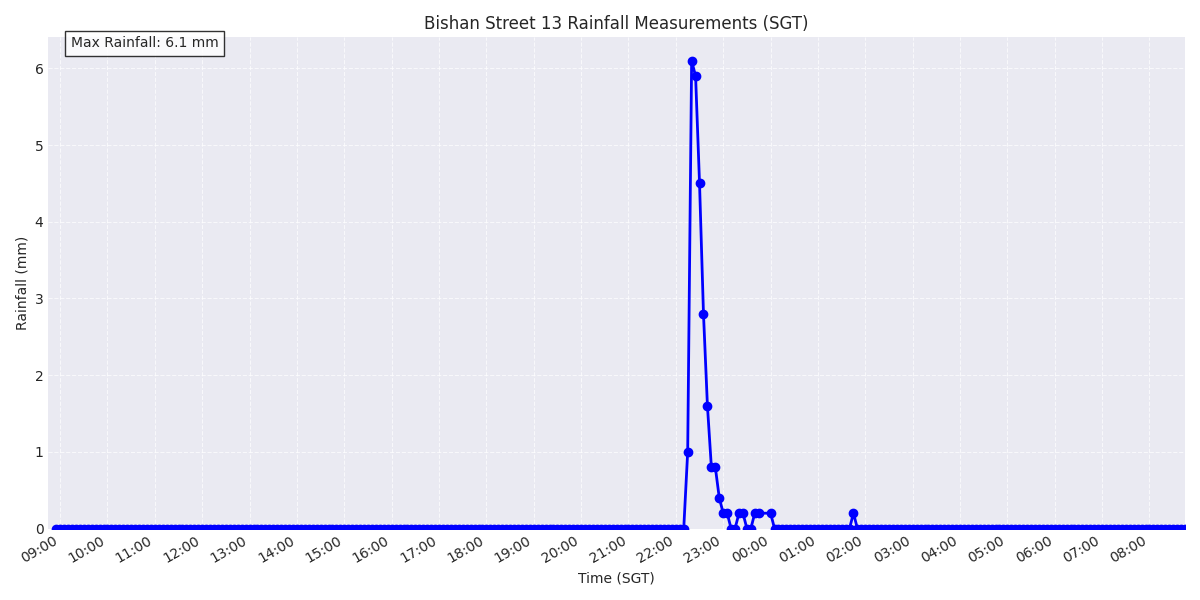 Bishan Street 13 Rainfall Measurements (SGT)
Max Rainfall: 6.1 mm
Rainfall (mm)
6
5
4
3
2
1
0
09:00 10:00 11:00 12:00 13:00 14:00 15:00 16:00 17:00 18:00 19:00 20:00 21:00 22:00 23:00 00:00 01:00 02:00 03:00 04:00 05:00 06:00 07:00 08:00
Time (SGT)